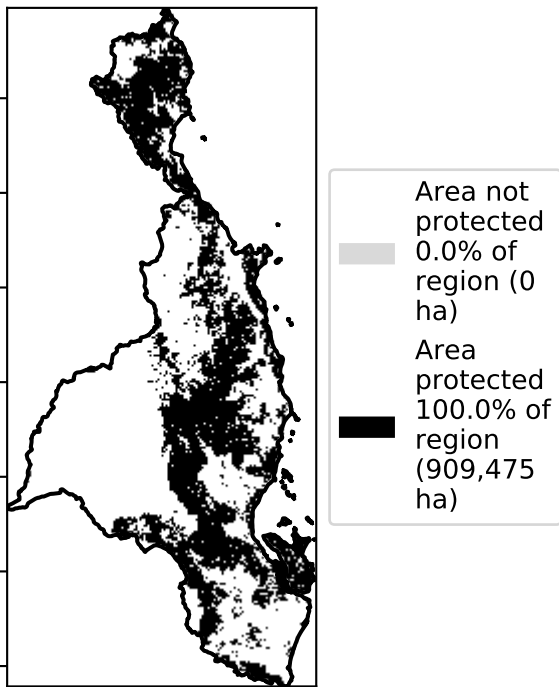 Area not
protected
0.0% of
region (0
ha)
Area
protected
100.0% of
region
(909,475
ha)